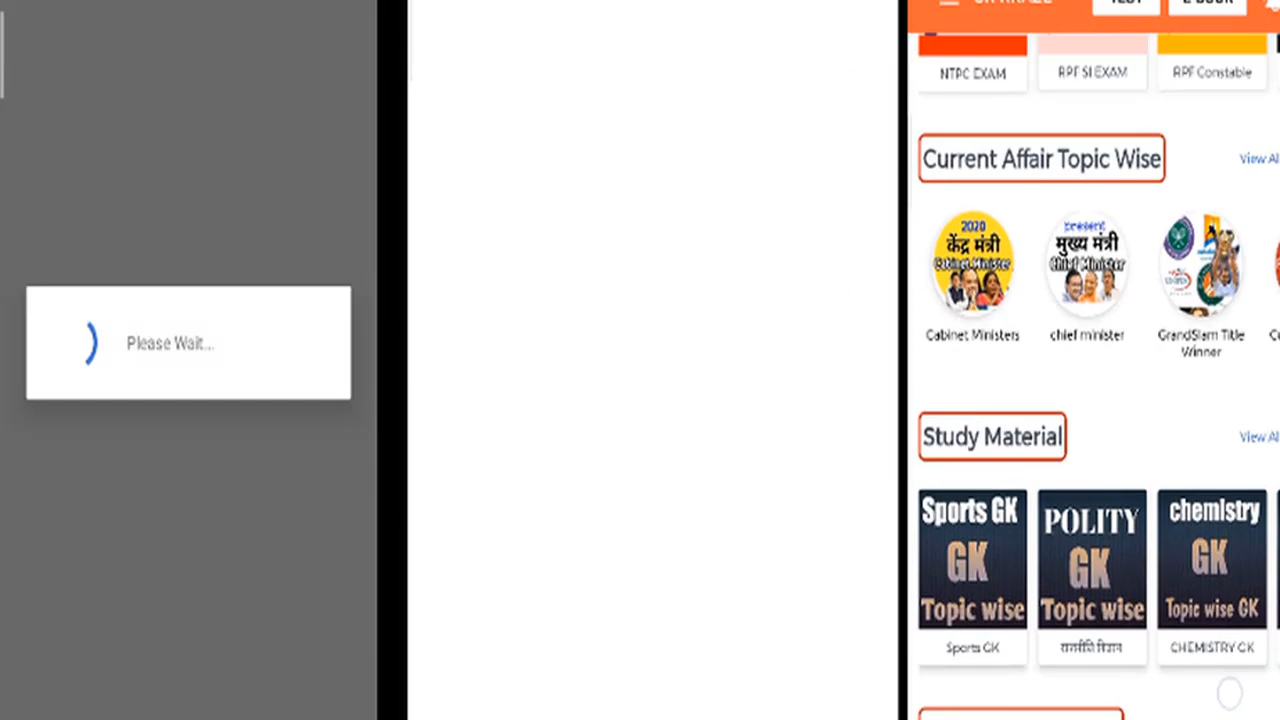 Please Wait...
NTPC EXAM
RPF SI EXAM
RPF Constable
Current Affair Topic Wise
View Al
2020
केंद्र मंत्री
Cabinet Minister
present
मुख्य मंत्री
Chief Minister
Cabinet Ministers
chief minister
GrandSlam Title
Winner
Study Material
View Al
Sports GK
GK
Topic wise
POLITY
GK
Topic wise
chemistry
GK
Topic wise GK
Sports GK
राजनीति विज्ञान
CHEMISTRY GK